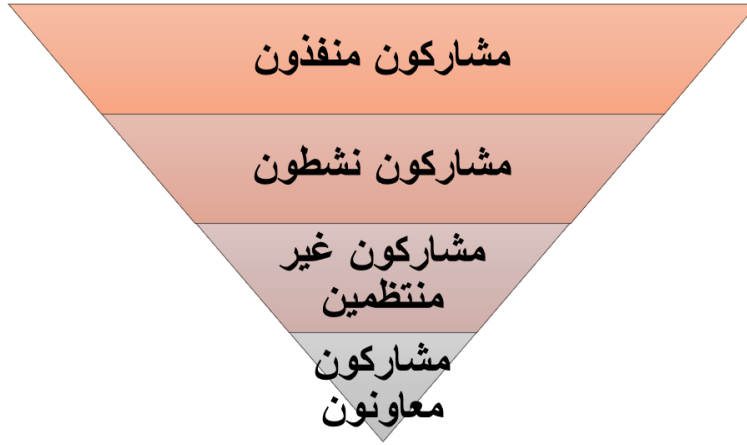 مشاركون منفذون
مشاركون نشطون
مشاركون غير
منتظمين
مشاركون
معاونون